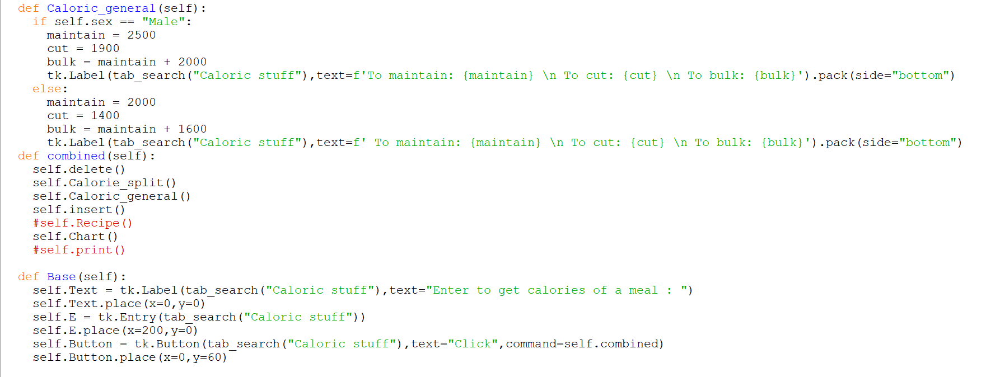 def Caloric_general(self):
if self.sex == "Male":
maintain = 2500
cut = 1900
bulk = maintain + 2000
tk.Label(tab_search("Caloric stuff"),text=f'To maintain: {maintain} \n To cut: {cut} \n To bulk: {bulk}').pack(side="bottom")
else:
maintain = 2000
cut = 1400
bulk = maintain + 1600
tk.Label(tab_search("Caloric stuff"),text=f' To maintain: {maintain} \n To cut: {cut} \n To bulk: {bulk}').pack(side="bottom")
def combined(self):
self.delete()
self.Calorie_split()
self.Caloric_general()
self.insert()
#self.Recipe()
self.Chart()
#self.print()
def Base(self):
self.Text = tk.Label(tab_search("Caloric stuff"),text="Enter to get calories of a meal : ")
self.Text.place(x=0,y=0)
self.E = tk.Entry(tab_search("Caloric stuff"))
self.E.place(x=200,y=0)
self.Button = tk.Button(tab_search("Caloric stuff"),text="Click",command=self.combined)
self.Button.place(x=0,y=60)